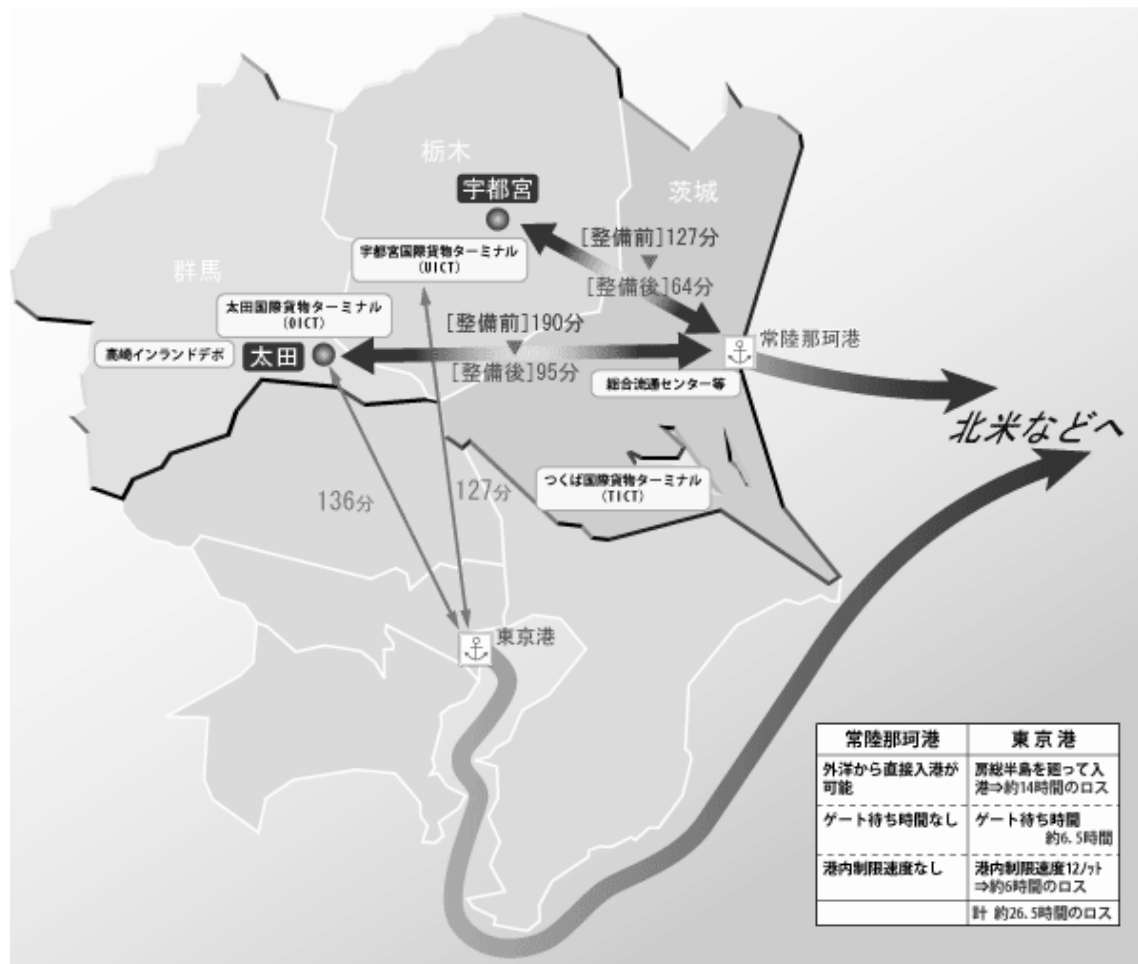 栃木
宇都宮
茨城
[整備前]127分
宇都宮国際貨物ターミナル
(UICT)
群馬
[整備後]64分
太田国際貨物ターミナル
(OICT)
[整備前]190分
常陸那珂港
高崎インランドデポ
太田
[整備後]95分
総合流通センター等
北米などへ
つくば国際貨物ターミナル
(TICT)
136分
127分
東京港
常陸那珂港
東京港
外洋から直接入港が
可能
房総半島を廻って入
港⇒約14時間のロス
ゲート待ち時間なし
ゲート待ち時間
約6.5時間
港内制限速度なし
港内制限速度12ノット
⇒約6時間のロス
計 約26.5時間のロス